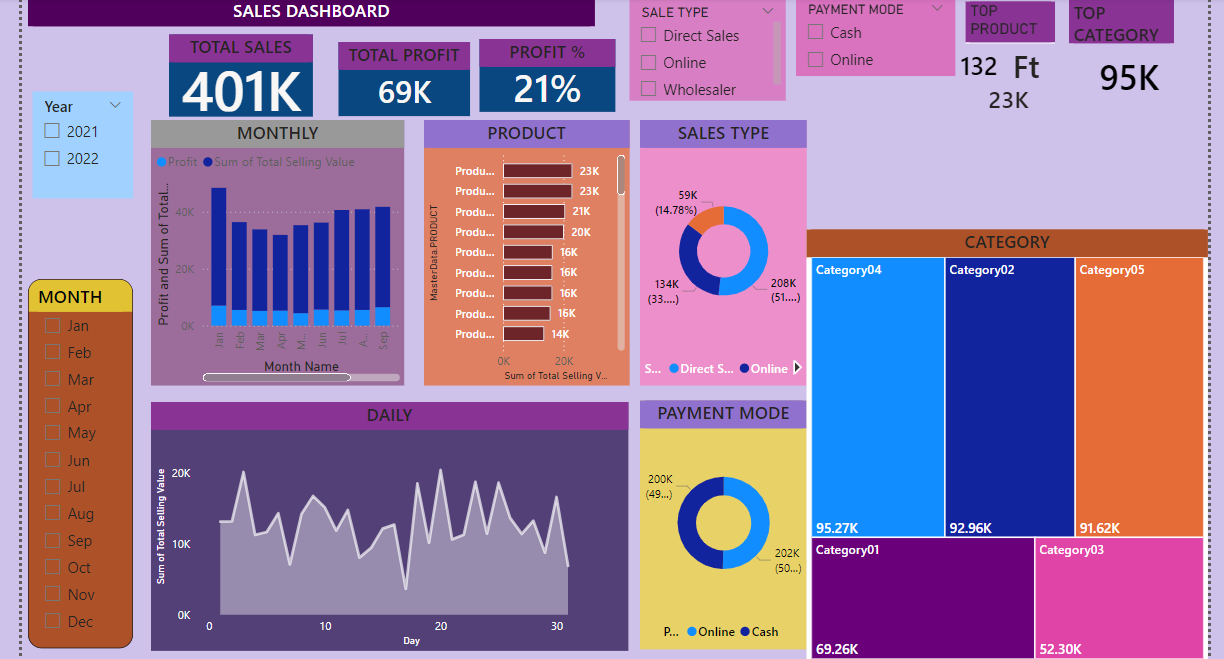 SALES DASHBOARD
TOTAL SALES
401K
TOTAL PROFIT
69K
PROFIT %
21%
SALE TYPE
Direct Sales
Online
Wholesaler
PAYMENT MODE
Cash
Online
TOP
PRODUCT
132 Ft
23K
TOP
CATEGORY
95K
Year
2021
2022
MONTH
Jan
Feb
Mar
Apr
May
Jun
Jul
Aug
Sep
Oct
Nov
Dec
MONTHLY
Profit Sum of Total Selling Value
Profit and Sum of Total...
40K
20K
0K
Jan Feb Mar Apr M... Jun Jul A... Sep
Month Name
PRODUCT
MasterData.PRODUCT
Produ... 23K
Produ... 23K
Produ... 21K
Produ... 20K
Produ... 16K
Produ... 16K
Produ... 16K
Produ... 16K
Produ... 14K
0K 20K
Sum of Total Selling V...
SALES TYPE
59K
(14.78%)
134K
(33....)
208K
(51....)
S... Direct S... Online
CATEGORY
Category04
95.27K
Category02
92.96K
Category05
91.62K
Category01
69.26K
Category03
52.30K
DAILY
Sum of Total Selling Value
20K
10K
0K
0 10 20 30
Day
PAYMENT MODE
200K
(49...)
202K
(50...)
P... Online Cash